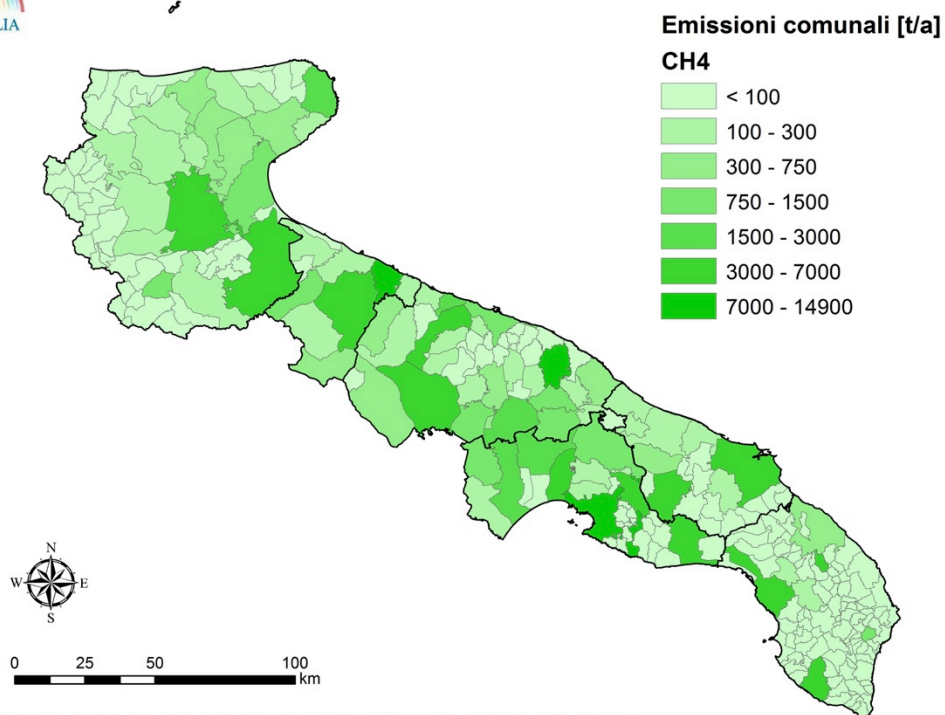 LIA
Emissioni comunali [t/a]
CH4
< 100
100 - 300
300 - 750
750 - 1500
1500 - 3000
3000 - 7000
7000 - 14900
N
W E
S
0 25 50 100
km